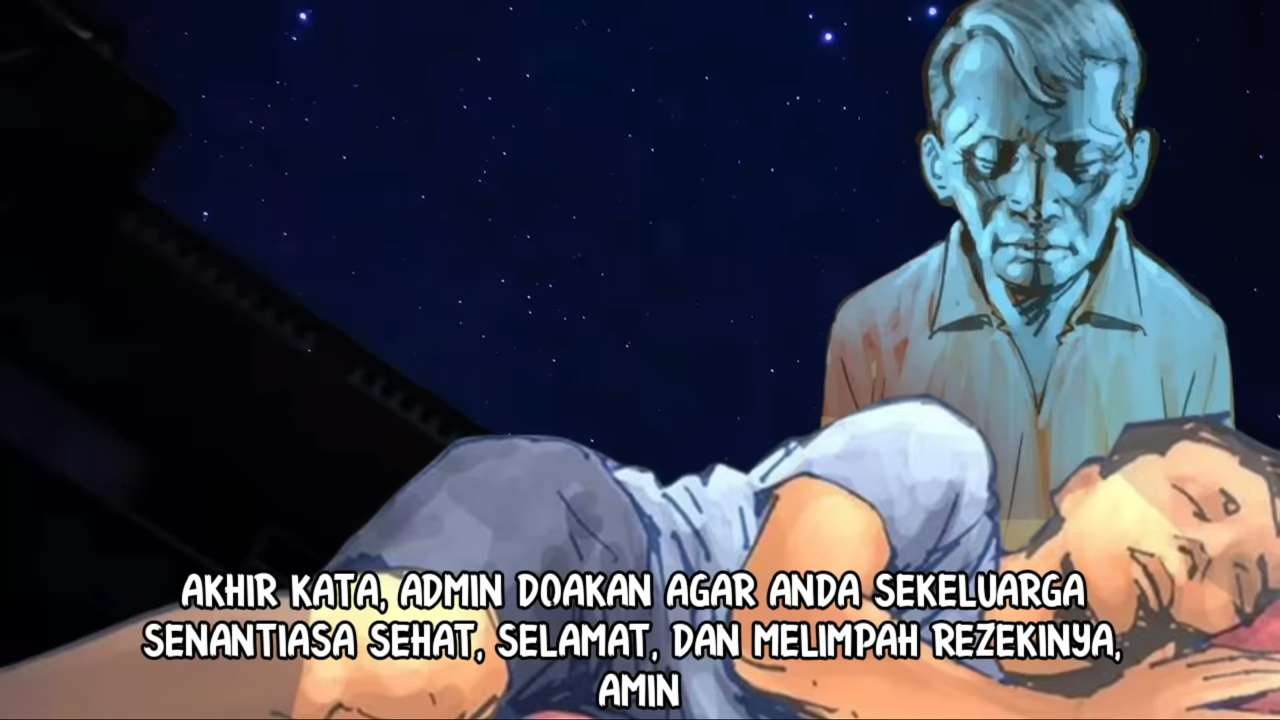 AKHIR KATA, ADMIN DOAKAN AGAR ANDA SEKELUARGA
SENANTIASA SEHAT, SELAMAT, DAN MELIMPAH REZEKINYA,
AMIN